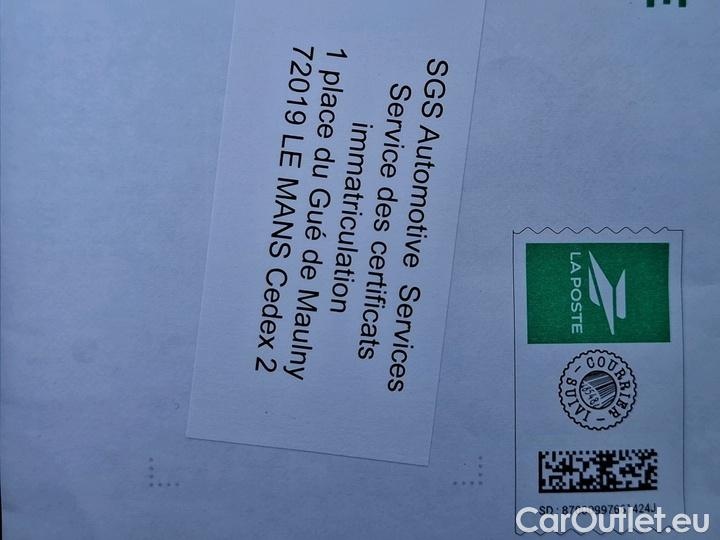 SGS Automotive Services
Service des certificats
immatriculation
1 place du Gué de Maulny
72019 LE MANS Cedex 2
LA POSTE
COURRIER
SUIVI
CarOutlet.eu